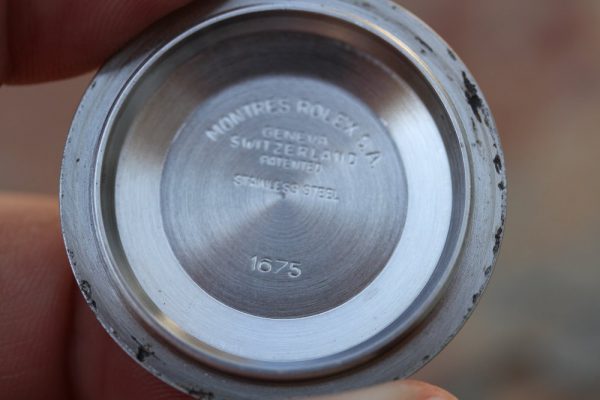 MONTRES ROLEX S.A.
GENEVA
SWITZERLAND
PATENTED
STAINLESS STEEL
1675